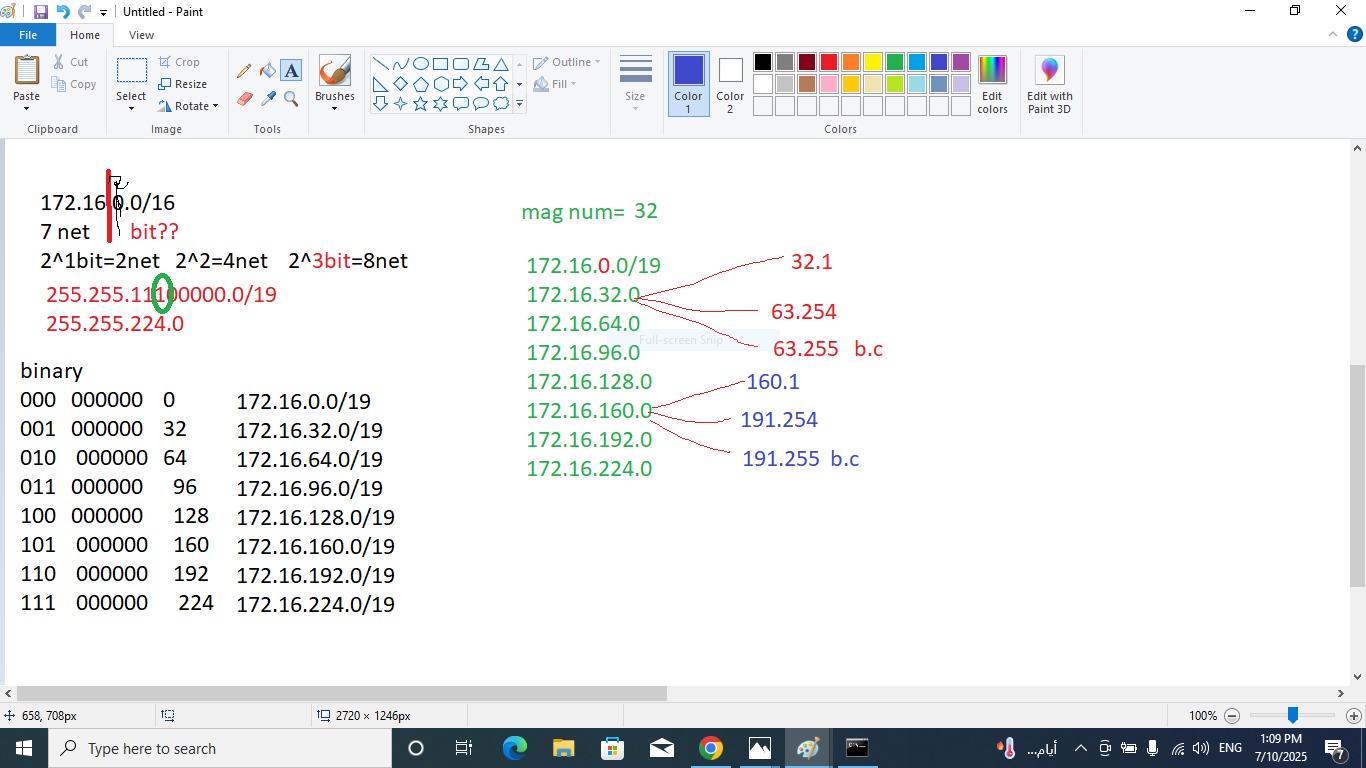 Untitled - Paint
File Home View
Paste
Cut
Copy
Clipboard
Select
Crop
Resize
Rotate
Image
Tools
Brushes
Shapes
Outline
Fill
Size
Color 1
Color 2
Colors
Edit colors
Edit with Paint 3D
172.16.0.0/16
7 net bit??
2^1bit=2net 2^2=4net 2^3bit=8net
255.255.11100000.0/19
255.255.224.0
binary
000 000000 0 172.16.0.0/19
001 000000 32 172.16.32.0/19
010 000000 64 172.16.64.0/19
011 000000 96 172.16.96.0/19
100 000000 128 172.16.128.0/19
101 000000 160 172.16.160.0/19
110 000000 192 172.16.192.0/19
111 000000 224 172.16.224.0/19
mag num= 32
172.16.0.0/19
172.16.32.0
172.16.64.0
172.16.96.0
172.16.128.0
172.16.160.0
172.16.192.0
172.16.224.0
32.1
63.254
63.255 b.c
160.1
191.254
191.255 b.c
Full-screen Snip
658, 708px
2720 × 1246px
100%
Type here to search
أيام...
ENG
1:09 PM
7/10/2025
7